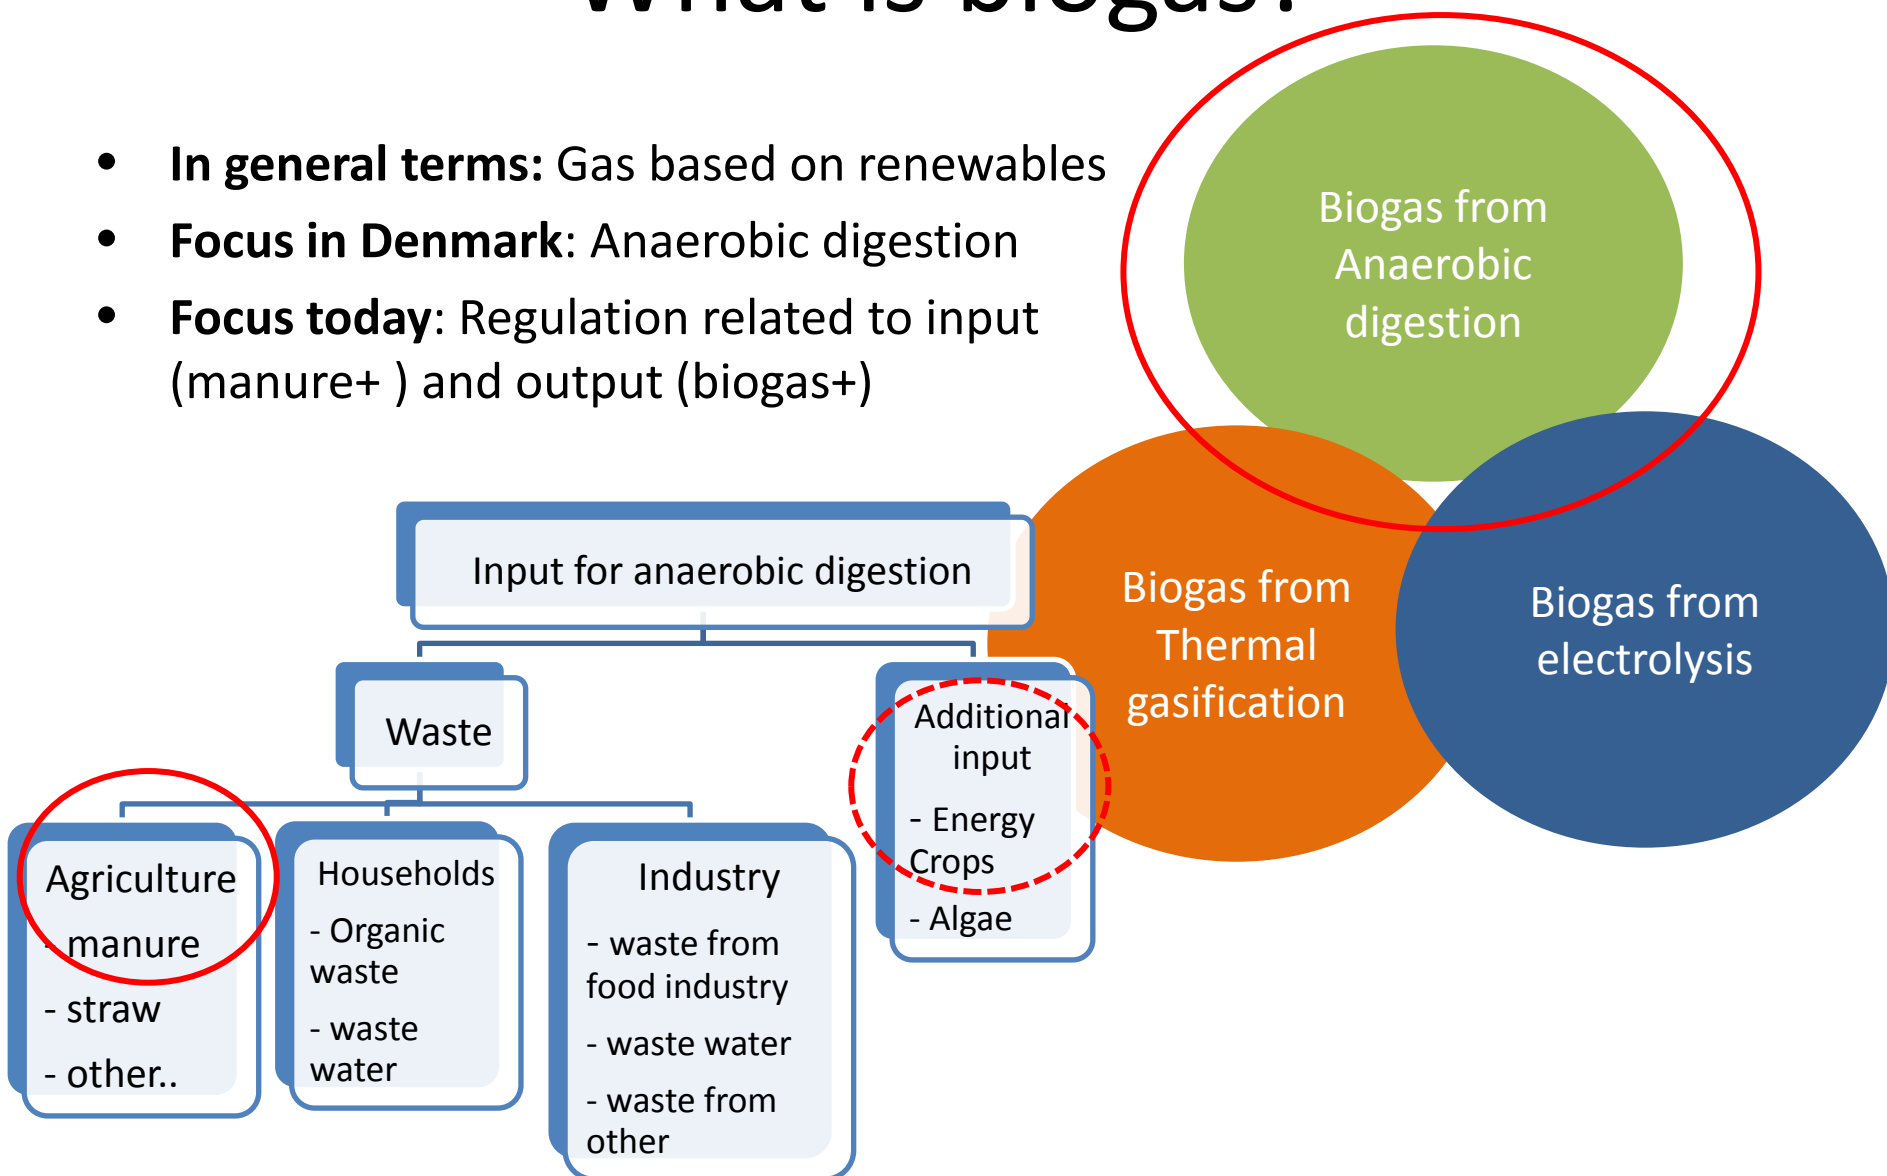 What is biogas?
• In general terms: Gas based on renewables
• Focus in Denmark: Anaerobic digestion
• Focus today: Regulation related to input
(manure+ ) and output (biogas+)
Biogas from
Anaerobic
digestion
Biogas from
Thermal
gasification
Biogas from
electrolysis
Input for anaerobic digestion
Waste
Additional
input
- Energy
Crops
- Algae
Agriculture
- manure
- straw
- other..
Households
- Organic
waste
- waste
water
Industry
- waste from
food industry
- waste water
- waste from
other